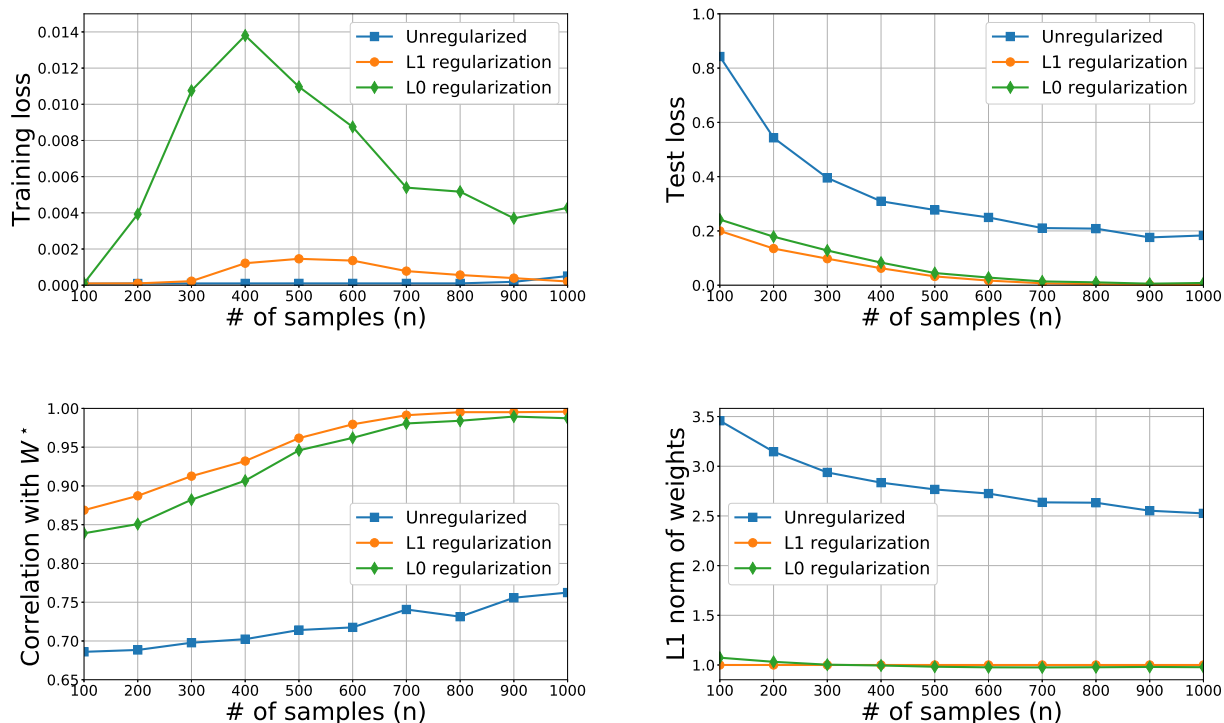 Training loss
0.014
0.012
0.010
0.008
0.006
0.004
0.002
0.000
Unregularized
L1 regularization
L0 regularization
100 200 300 400 500 600 700 800 900 1000
# of samples (n)
Test loss
1.0
0.8
0.6
0.4
0.2
0.0
Unregularized
L1 regularization
L0 regularization
100 200 300 400 500 600 700 800 900 1000
# of samples (n)
Correlation with W⋆
1.00
0.95
0.90
0.85
0.80
0.75
0.70
0.65
Unregularized
L1 regularization
L0 regularization
100 200 300 400 500 600 700 800 900 1000
# of samples (n)
L1 norm of weights
3.5
3.0
2.5
2.0
1.5
1.0
Unregularized
L1 regularization
L0 regularization
100 200 300 400 500 600 700 800 900 1000
# of samples (n)